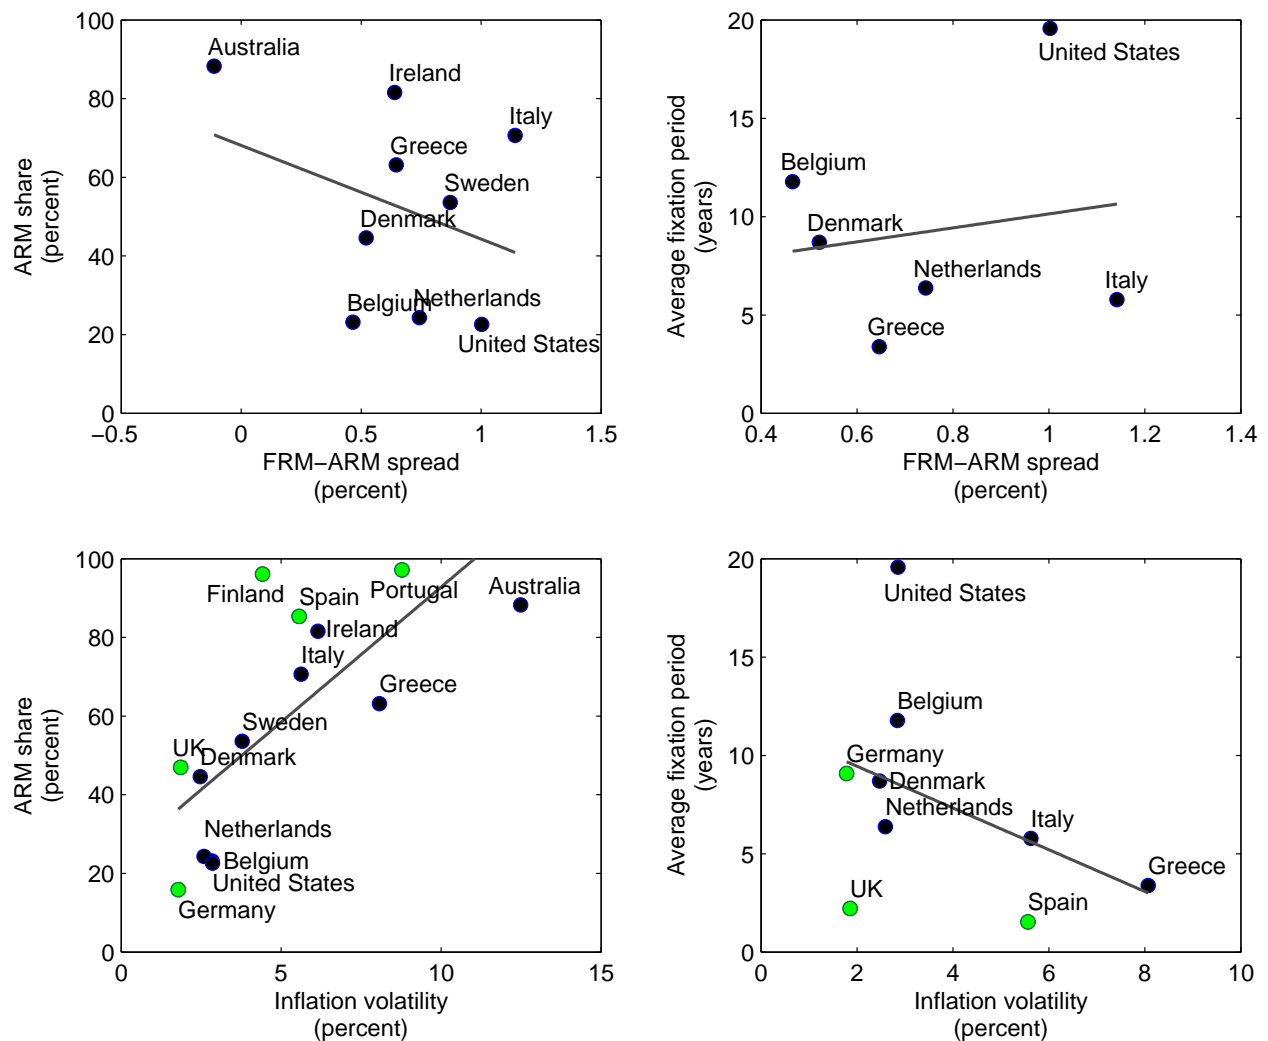 100
80
60
40
20
0
ARM share
(percent)
Australia
Ireland
Italy
Greece
Sweden
Denmark
Belgium
Netherlands
United States
−0.5
0
0.5
1
1.5
FRM−ARM spread
(percent)
20
15
10
5
0
Average fixation period
(years)
United States
Belgium
Denmark
Netherlands
Italy
Greece
0.4
0.6
0.8
1
1.2
1.4
FRM−ARM spread
(percent)
100
80
60
40
20
0
ARM share
(percent)
Finland
Portugal
Australia
Spain
Ireland
Italy
Greece
Sweden
UK
Denmark
Netherlands
Belgium
United States
Germany
0
5
10
15
Inflation volatility
(percent)
20
15
10
5
0
Average fixation period
(years)
United States
Belgium
Germany
Denmark
Netherlands
Italy
Greece
UK
Spain
0
2
4
6
8
10
Inflation volatility
(percent)